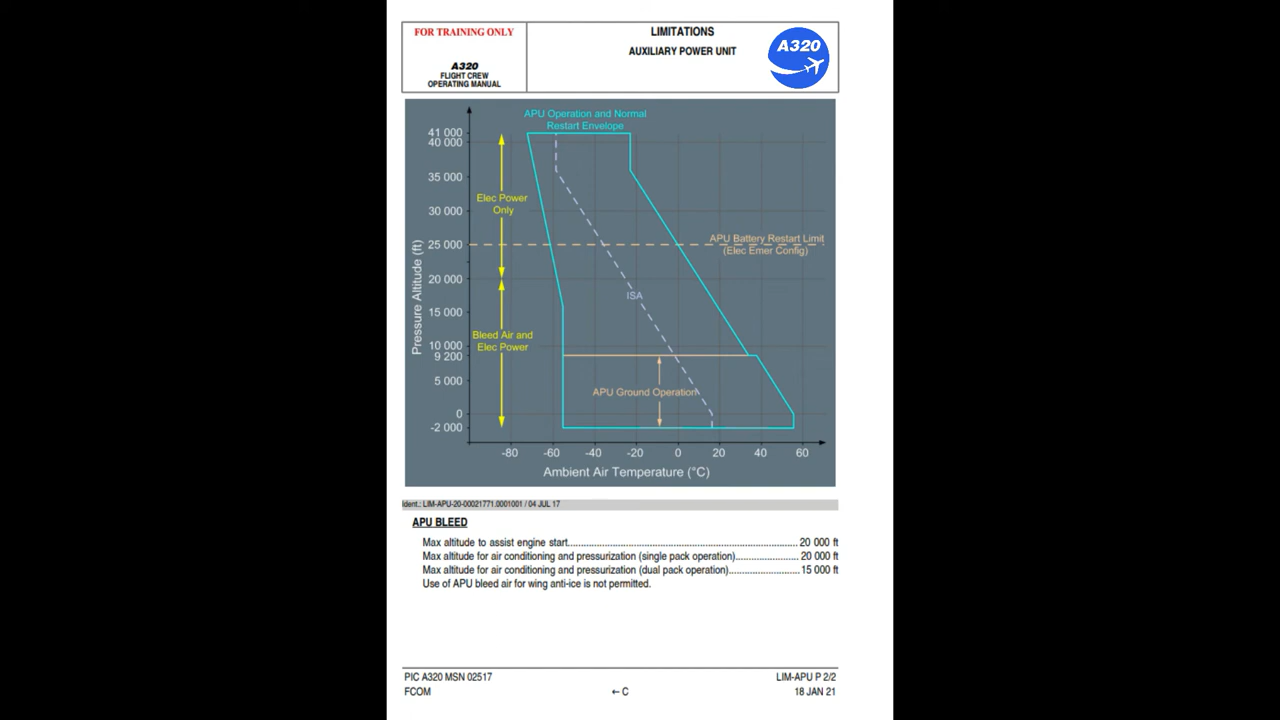 FOR TRAINING ONLY
A320
FLIGHT CREW
OPERATING MANUAL
LIMITATIONS
AUXILIARY POWER UNIT
A320
APU Operation and Normal
Restart Envelope
41 000
40 000
35 000
30 000
25 000
20 000
15 000
10 000
9 200
5 000
0
-2 000
Pressure Altitude (ft)
Elec Power
Only
Bleed Air and
Elec Power
APU Battery Restart Limit
(Elec Emer Config)
ISA
APU Ground Operation
-80 -60 -40 -20 0 20 40 60
Ambient Air Temperature (°C)
Ident.: LIM-APU-20-00021771.0001001 / 04 JUL 17
APU BLEED
Max altitude to assist engine start.......... 20 000 ft
Max altitude for air conditioning and pressurization (single pack operation).......... 20 000 ft
Max altitude for air conditioning and pressurization (dual pack operation).......... 15 000 ft
Use of APU bleed air for wing anti-ice is not permitted.
PIC A320 MSN 02517 LIM-APU P 2/2
FCOM ← C 18 JAN 21